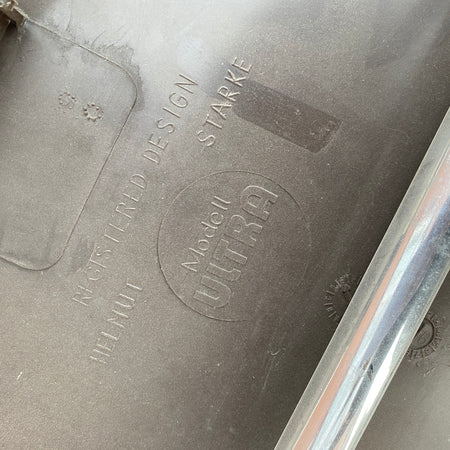 REGISTERED DESIGN
HELMUT STARKE
Modell
ULTRA